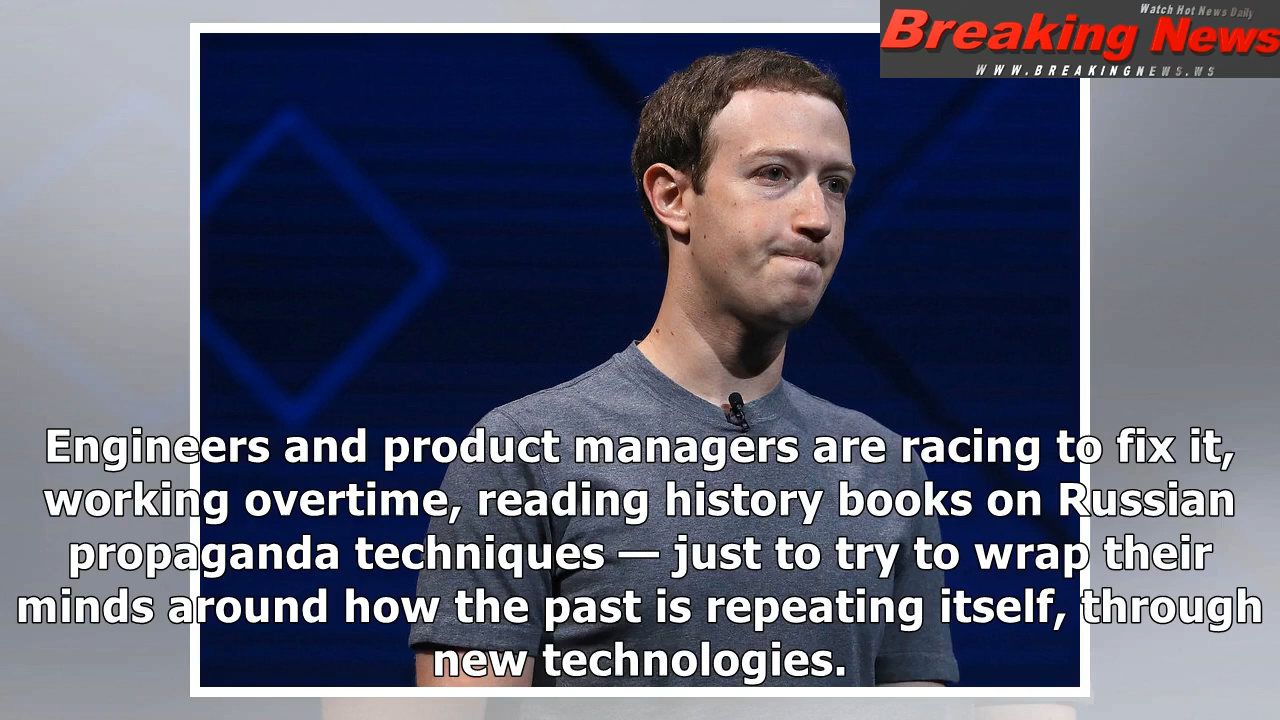 Watch Hot News Daily
Breaking News
WWW.BREAKINGNEWS.WS
Engineers and product managers are racing to fix it,
working overtime, reading history books on Russian
propaganda techniques — just to try to wrap their
minds around how the past is repeating itself, through
new technologies.